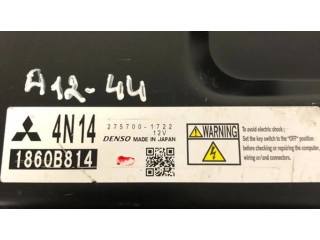 A12-44
4N14
275700-1722
DENSO MADE IN JAPAN 12V
1860B814
WARNING
To avoid electric shock:
Set the key switch to the "OFF" position
before checking or repairing the computer,
wiring, and/or injectors.